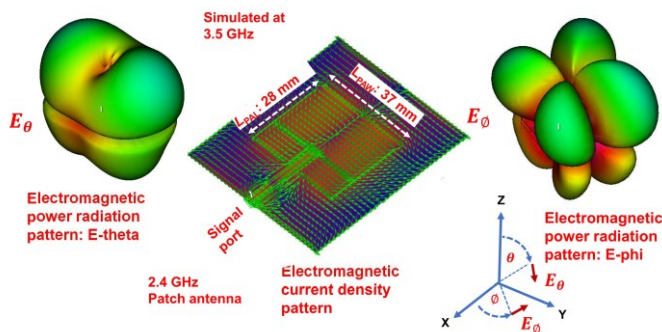 Simulated at
3.5 GHz
L_PAL: 28 mm
L_PAW: 37 mm
E_θ
E_∅
Electromagnetic
power radiation
pattern: E-theta
Signal
port
2.4 GHz
Patch antenna
Electromagnetic
current density
pattern
Z
θ
E_θ
∅
X
Y
E_∅
Electromagnetic
power radiation
pattern: E-phi